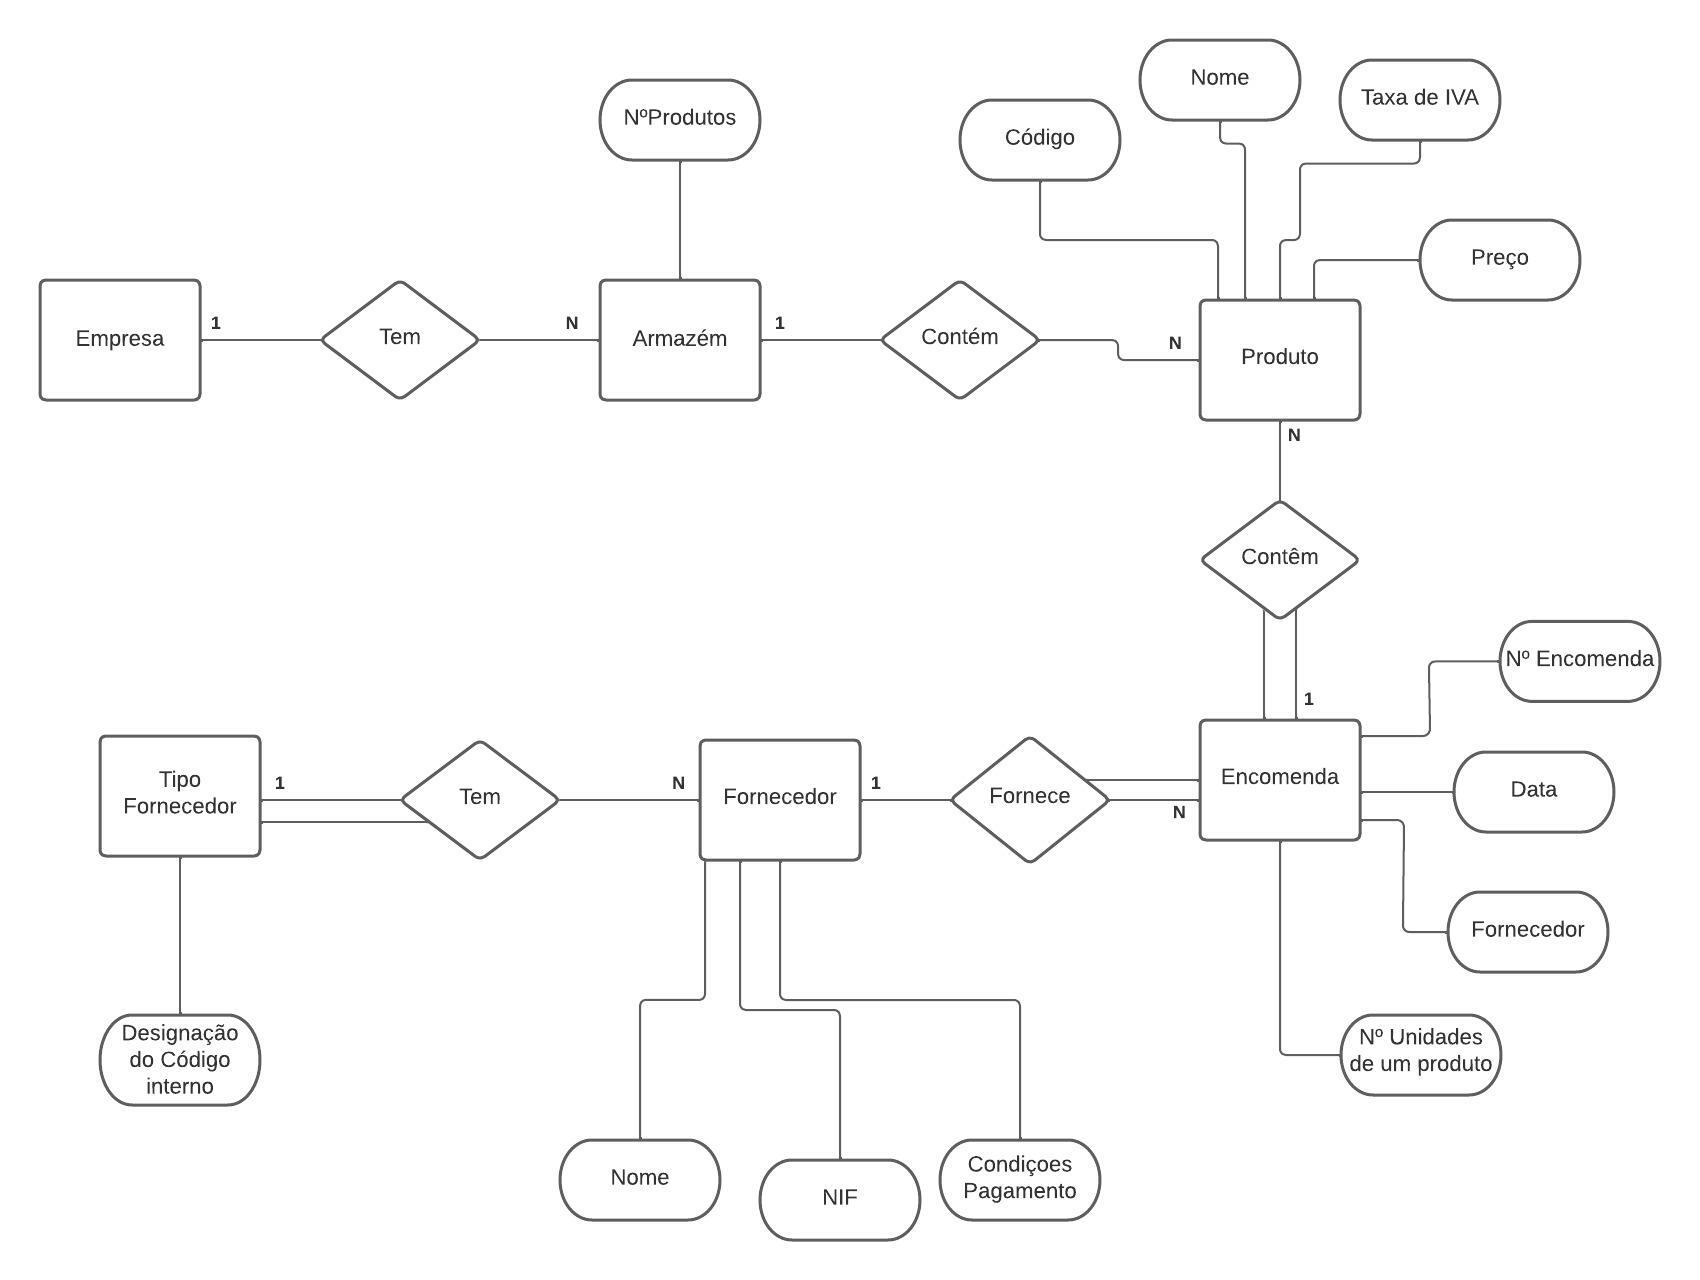 Nome
Taxa de IVA
NºProdutos
Código
Preço
Empresa
1
Tem
N
Armazém
1
Contém
N
Produto
N
Contêm
1
Nº Encomenda
Tipo
Fornecedor
1
Tem
N
Fornecedor
1
Fornece
N
Encomenda
Data
Fornecedor
Nº Unidades
de um produto
Designação
do Código
interno
Nome
NIF
Condiçoes
Pagamento